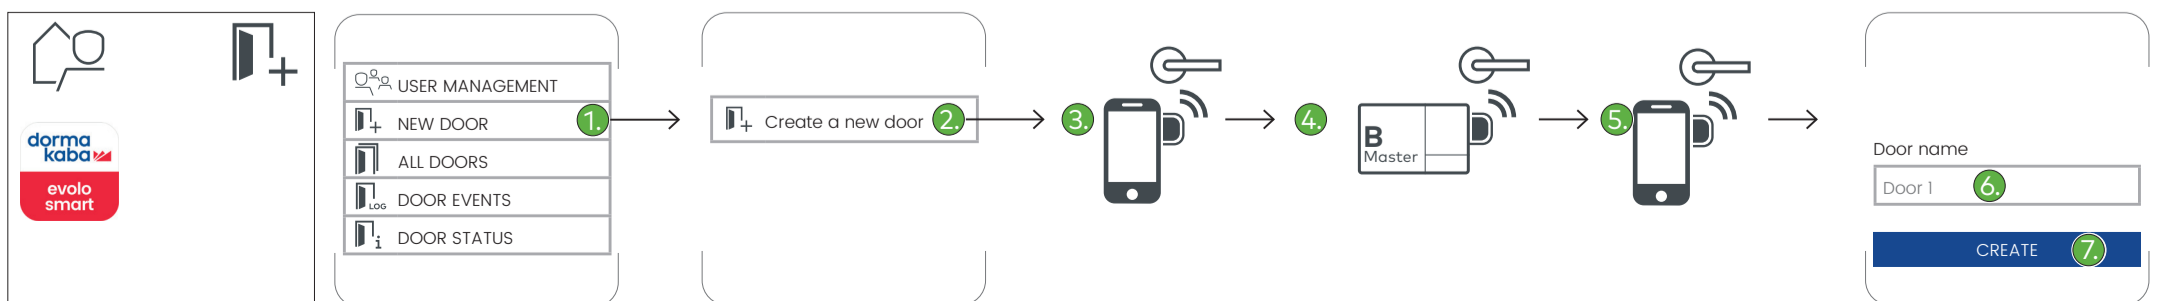 dorma
kaba
evolo
smart
USER MANAGEMENT
NEW DOOR 1.
ALL DOORS
LOG DOOR EVENTS
i DOOR STATUS
Create a new door 2.
3.
4.
B
Master
5.
Door name
Door 1 6.
CREATE 7.